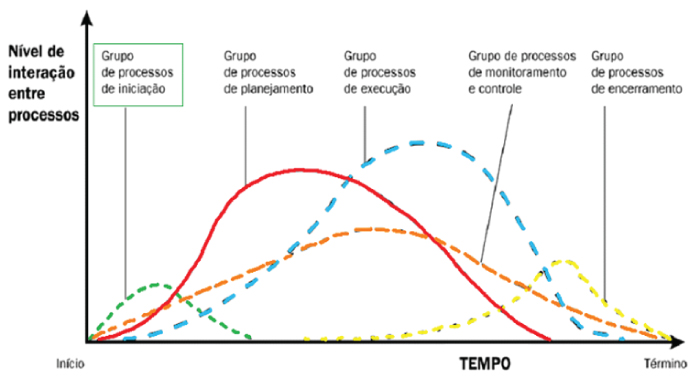 Nível de
interação
entre
processos
Grupo
de processos
de iniciação
Grupo
de processos
de planejamento
Grupo
de processos
de execução
Grupo de processos
de monitoramento
e controle
Grupo
de processos
de encerramento
Início
TEMPO
Término